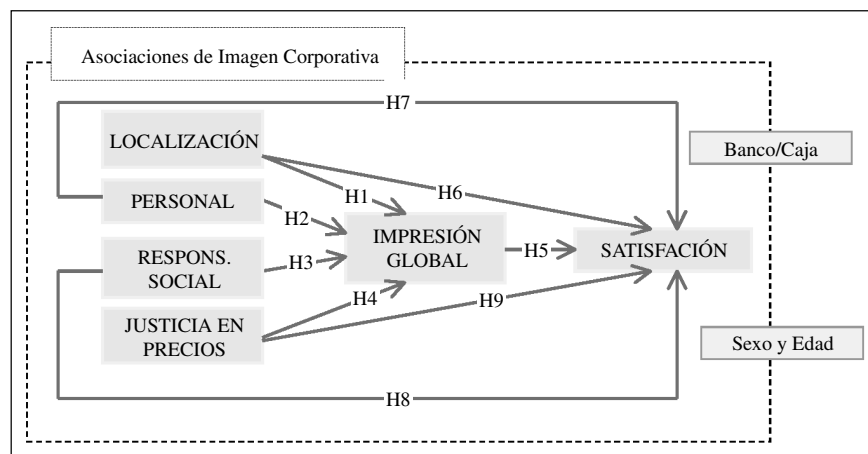 Asociaciones de Imagen Corporativa
H7
LOCALIZACIÓN
Banco/Caja
H1
H6
PERSONAL
H2
IMPRESIÓN
GLOBAL
H5
SATISFACIÓN
RESPONS.
SOCIAL
H3
H4
H9
JUSTICIA EN
PRECIOS
Sexo y Edad
H8